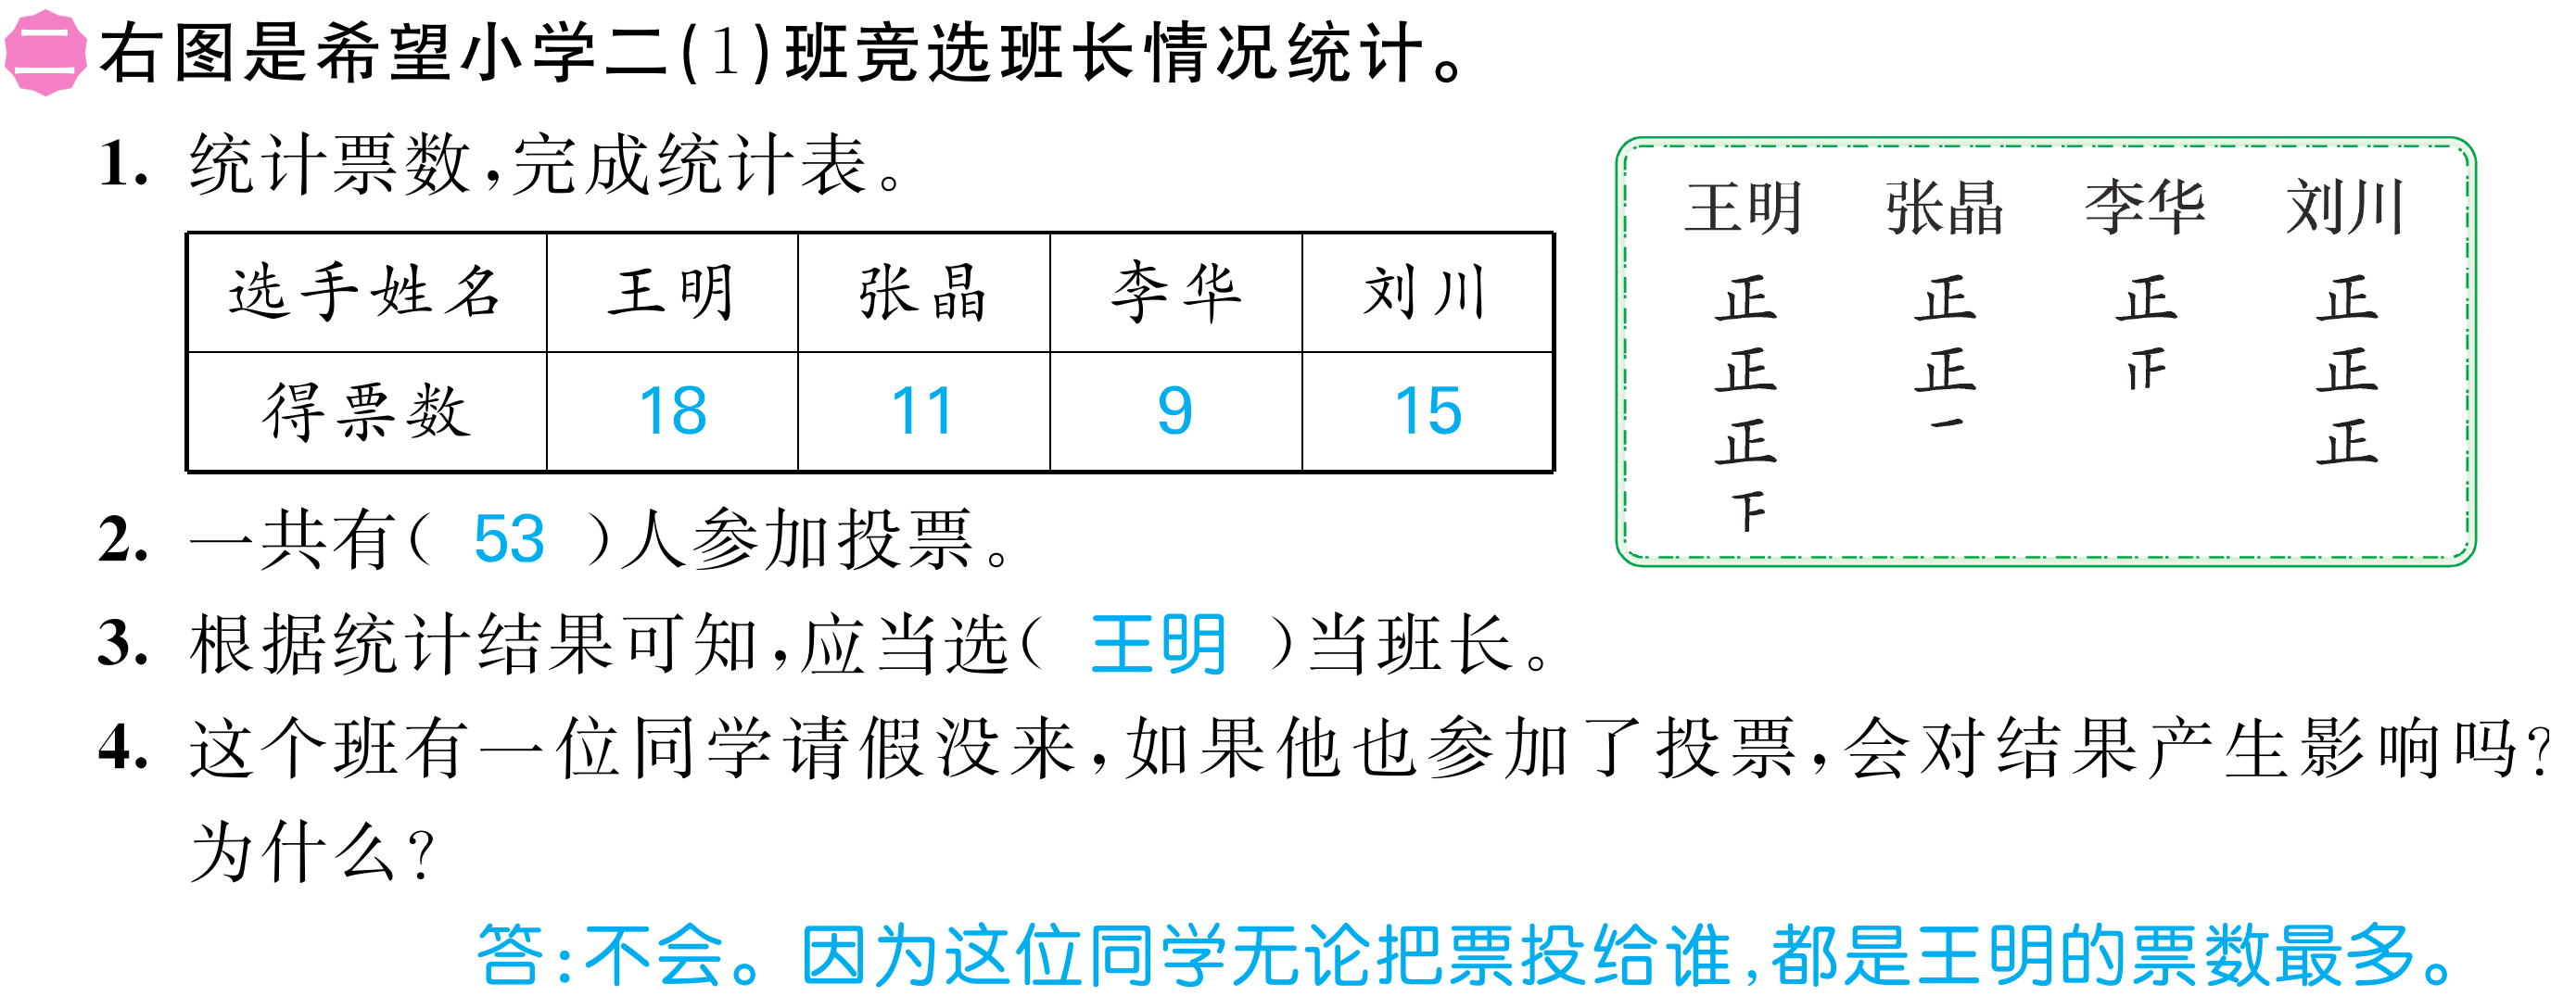 二 右图是希望小学二(1)班竞选班长情况统计。
1. 统计票数,完成统计表。
选手姓名 王明 张晶 李华 刘川
得票数 18 11 9 15
王明 张晶 李华 刘川
正 正 正 正
正 正 𤴓 正
正 一 正
下
2. 一共有( 53 )人参加投票。
3. 根据统计结果可知,应当选( 王明 )当班长。
4. 这个班有一位同学请假没来,如果他也参加了投票,会对结果产生影响吗?
为什么?
答:不会。因为这位同学无论把票投给谁,都是王明的票数最多。